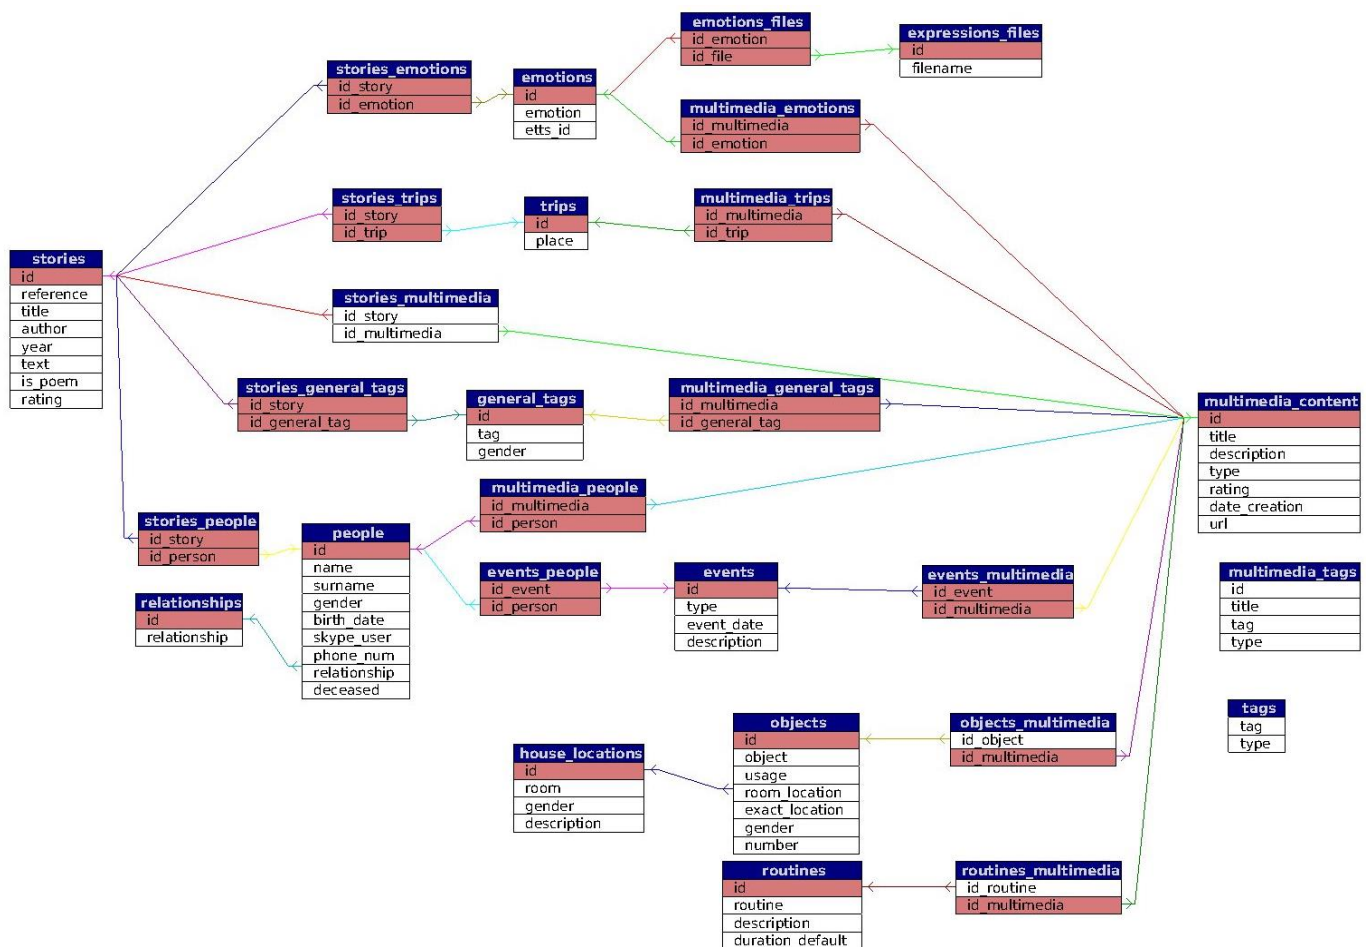 emotions_files
id_emotion
id_file
expressions_files
id
filename
stories_emotions
id_story
id_emotion
emotions
id
emotion
etts_id
multimedia_emotions
id_multimedia
id_emotion
stories_trips
id_story
id_trip
trips
id
place
multimedia_trips
id_multimedia
id_trip
stories
id
reference
title
author
year
text
is_poem
rating
stories_multimedia
id_story
id_multimedia
stories_general_tags
id_story
id_general_tag
general_tags
id
tag
gender
multimedia_general_tags
id_multimedia
id_general_tag
multimedia_content
id
title
description
type
rating
date_creation
url
multimedia_people
id_multimedia
id_person
stories_people
id_story
id_person
people
id
name
surname
gender
birth_date
skype_user
phone_num
relationship
deceased
relationships
id
relationship
events_people
id_event
id_person
events
id
type
event_date
description
events_multimedia
id_event
id_multimedia
multimedia_tags
id
title
tag
type
tags
tag
type
house_locations
id
room
gender
description
objects
id
object
usage
room_location
exact_location
gender
number
objects_multimedia
id_object
id_multimedia
routines
id
routine
description
duration_default
routines_multimedia
id_routine
id_multimedia